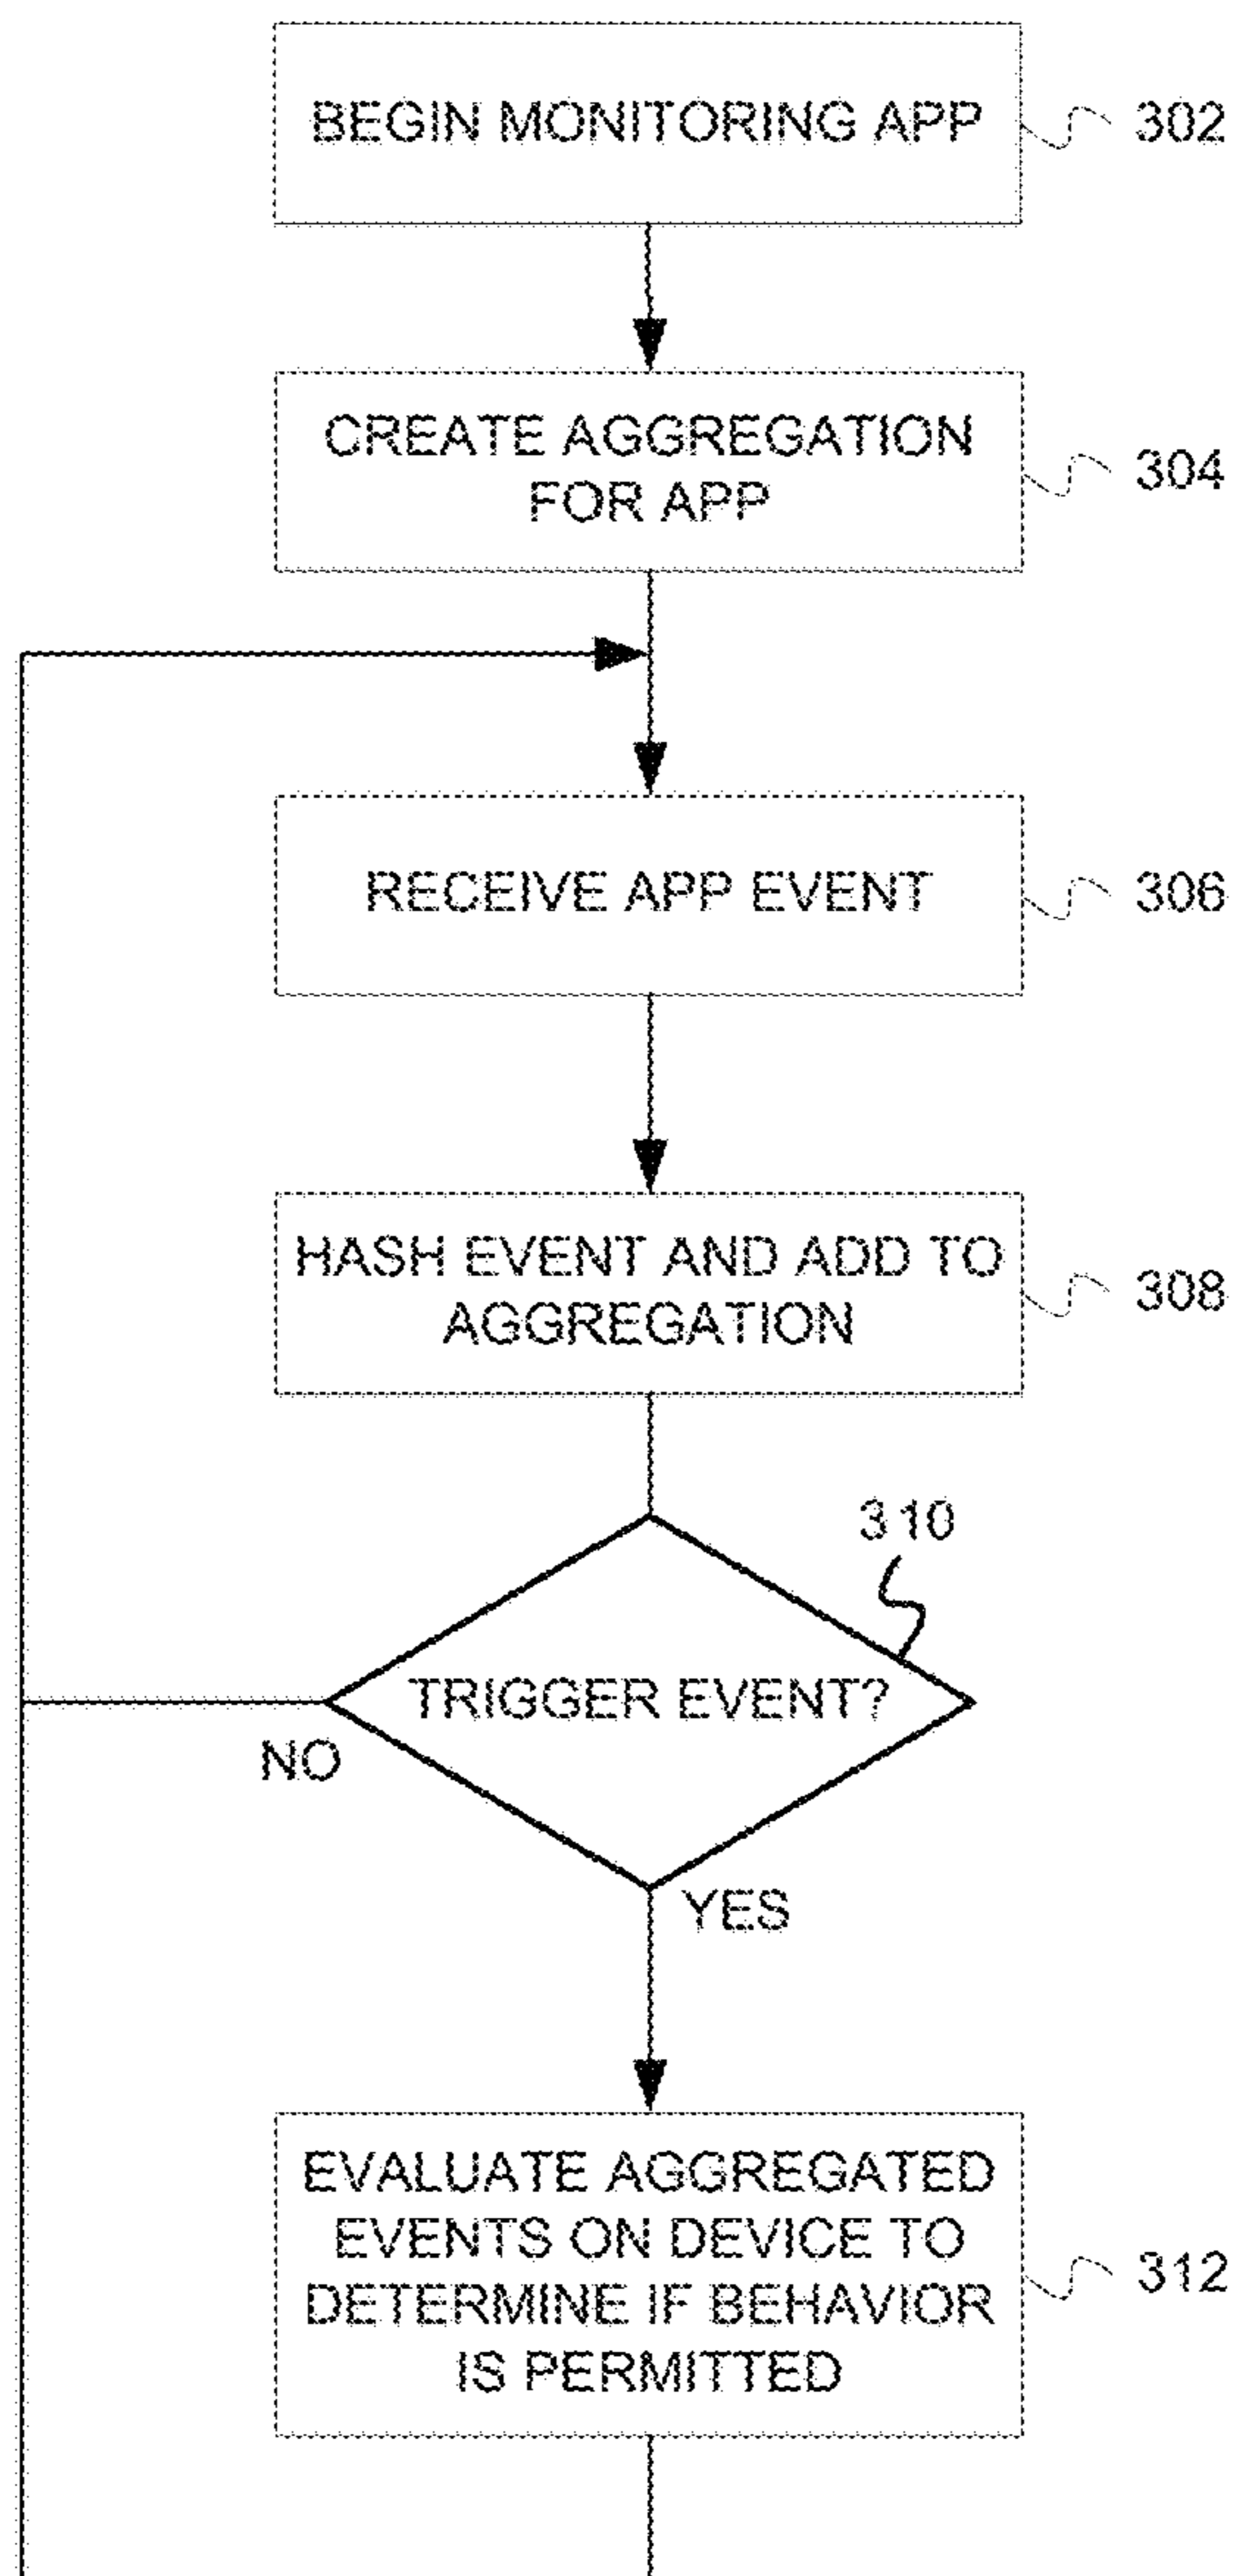 BEGIN MONITORING APP
302
CREATE AGGREGATION
FOR APP
304
RECEIVE APP EVENT
306
HASH EVENT AND ADD TO
AGGREGATION
308
310
TRIGGER EVENT?
NO
YES
EVALUATE AGGREGATED
EVENTS ON DEVICE TO
DETERMINE IF BEHAVIOR
IS PERMITTED
312